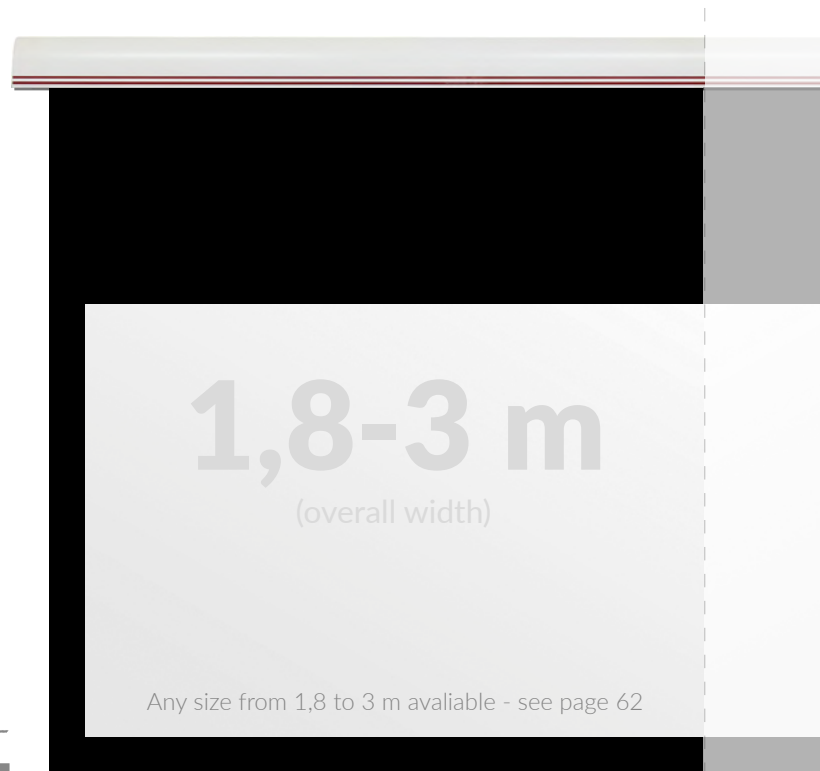 1,8-3 m
(overall width)
Any size from 1,8 to 3 m avaliable - see page 62